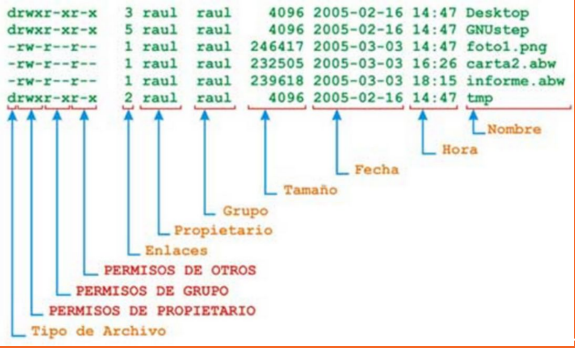 drwxr-xr-x 3 raul raul 4096 2005-02-16 14:47 Desktop
drwxr-xr-x 5 raul raul 4096 2005-02-16 14:47 GNUstep
-rw-r--r-- 1 raul raul 246417 2005-03-03 14:47 foto1.png
-rw-r--r-- 1 raul raul 232505 2005-03-03 16:26 carta2.abw
-rw-r--r-- 1 raul raul 239618 2005-03-03 18:15 informe.abw
drwxr-xr-x 2 raul raul 4096 2005-02-16 14:47 tmp
Nombre
Hora
Fecha
Tamaño
Grupo
Propietario
Enlaces
PERMISOS DE OTROS
PERMISOS DE GRUPO
PERMISOS DE PROPIETARIO
Tipo de Archivo